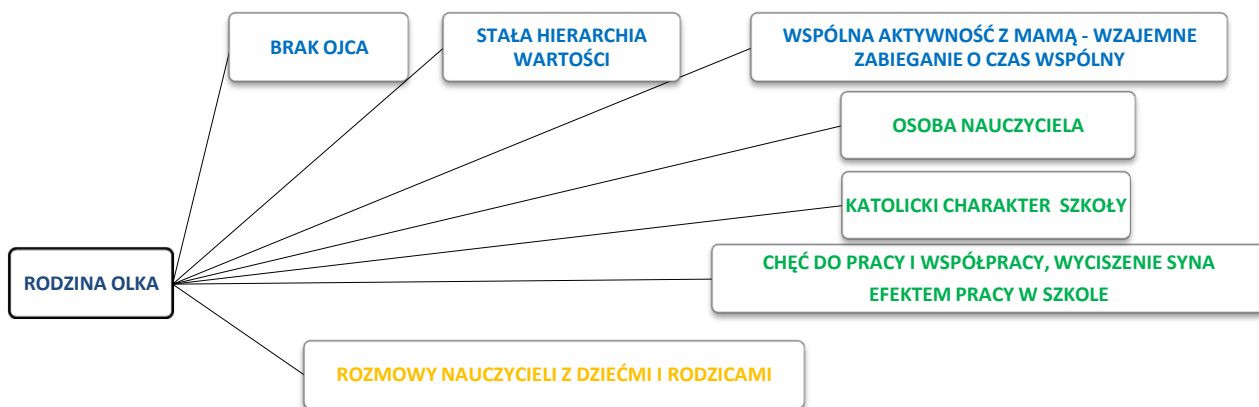 BRAK OJCA
STAŁA HIERARCHIA
WARTOŚCI
WSPÓLNA AKTYWNOŚĆ Z MAMĄ - WZAJEMNE
ZABIEGANIE O CZAS WSPÓLNY
OSOBA NAUCZYCIELA
KATOLICKI CHARAKTER SZKOŁY
RODZINA OLKA
CHĘĆ DO PRACY I WSPÓŁPRACY, WYCISZENIE SYNA
EFEKTEM PRACY W SZKOLE
ROZMOWY NAUCZYCIELI Z DZIEĆMI I RODZICAMI